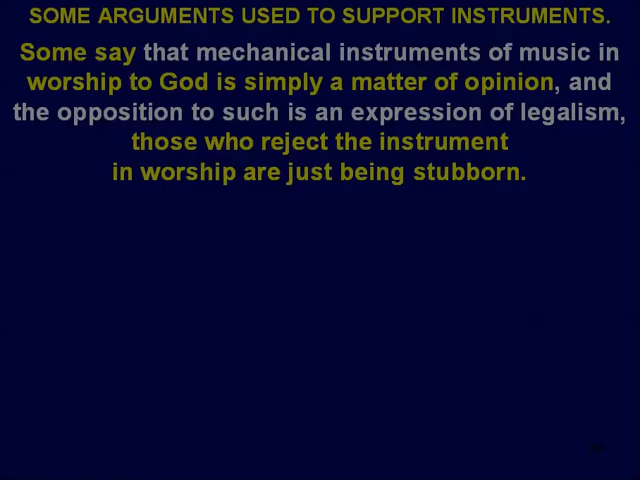 SOME ARGUMENTS USED TO SUPPORT INSTRUMENTS.
Some say that mechanical instruments of music in
worship to God is simply a matter of opinion, and
the opposition to such is an expression of legalism,
those who reject the instrument
in worship are just being stubborn.